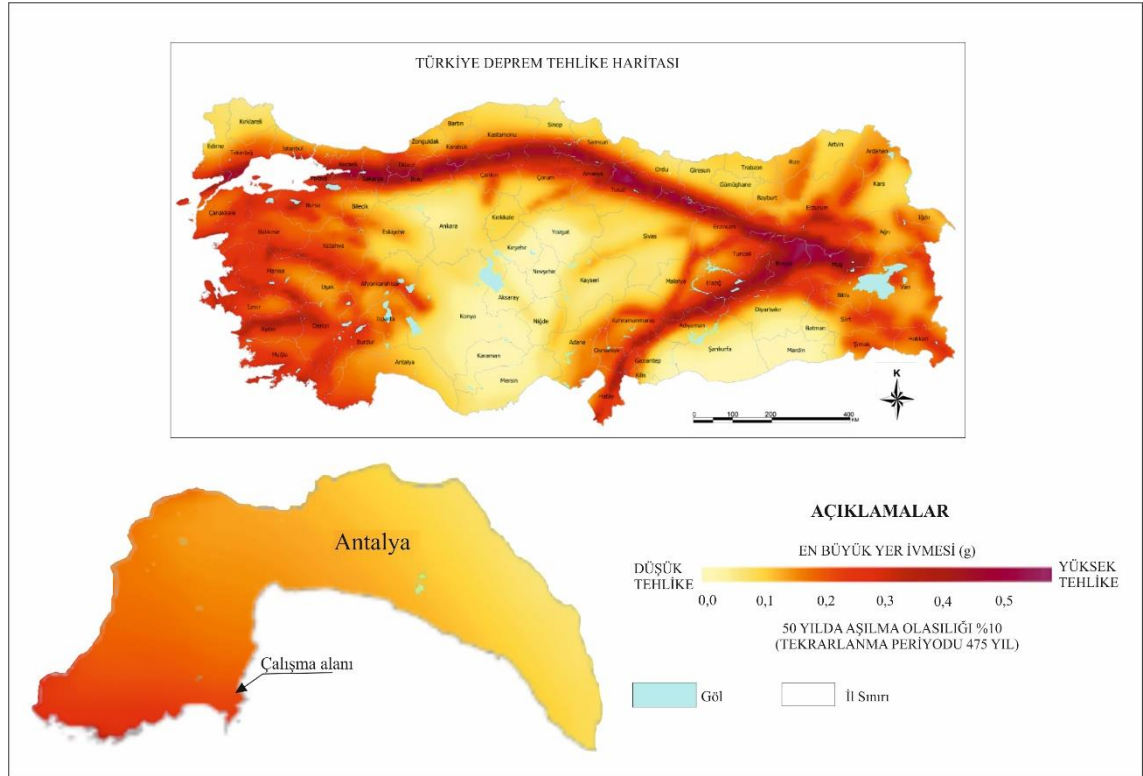 TÜRKİYE DEPREM TEHLİKE HARİTASI
Kırklareli
Edirne
Tekirdağ
İstanbul
Kocaeli
Yalova
Sakarya
Düzce
Bolu
Zonguldak
Bartın
Karabük
Kastamonu
Sinop
Samsun
Çankırı
Çorum
Amasya
Tokat
Ordu
Giresun
Trabzon
Gümüşhane
Bayburt
Rize
Artvin
Ardahan
Kars
Iğdır
Ağrı
Erzurum
Erzincan
Çanakkale
Balıkesir
Bursa
Bilecik
Eskişehir
Kütahya
Ankara
Kırıkkale
Kırşehir
Yozgat
Sivas
Tunceli
Bingöl
Muş
Van
Bitlis
Manisa
Uşak
Afyonkarahisar
Nevşehir
Kayseri
Malatya
Elazığ
Diyarbakır
Batman
Siirt
Şırnak
Hakkari
İzmir
Aydın
Denizli
Isparta
Burdur
Muğla
Antalya
Konya
Aksaray
Niğde
Karaman
Mersin
Adana
Osmaniye
Kahramanmaraş
Adıyaman
Gaziantep
Kilis
Hatay
Şanlıurfa
Mardin
K
0 100 200 400
KM
Antalya
Çalışma alanı
AÇIKLAMALAR
EN BÜYÜK YER İVMESİ (g)
DÜŞÜK
TEHLİKE
YÜKSEK
TEHLİKE
0,0 0,1 0,2 0,3 0,4 0,5
50 YILDA AŞILMA OLASILIĞI %10
(TEKRARLANMA PERİYODU 475 YIL)
Göl
İl Sınırı